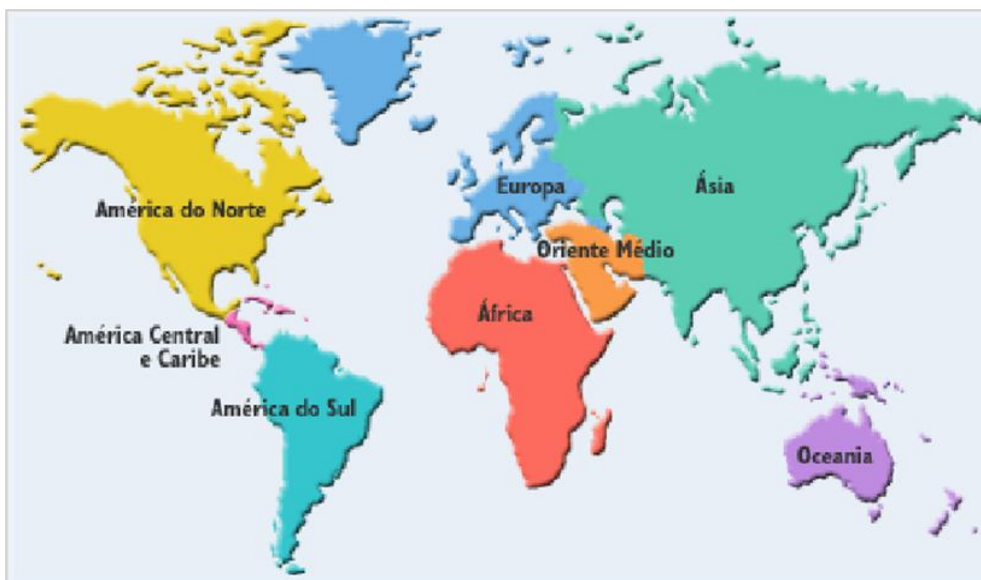 Europa
Ásia
América do Norte
Oriente Médio
África
América Central
e Caribe
América do Sul
Oceania